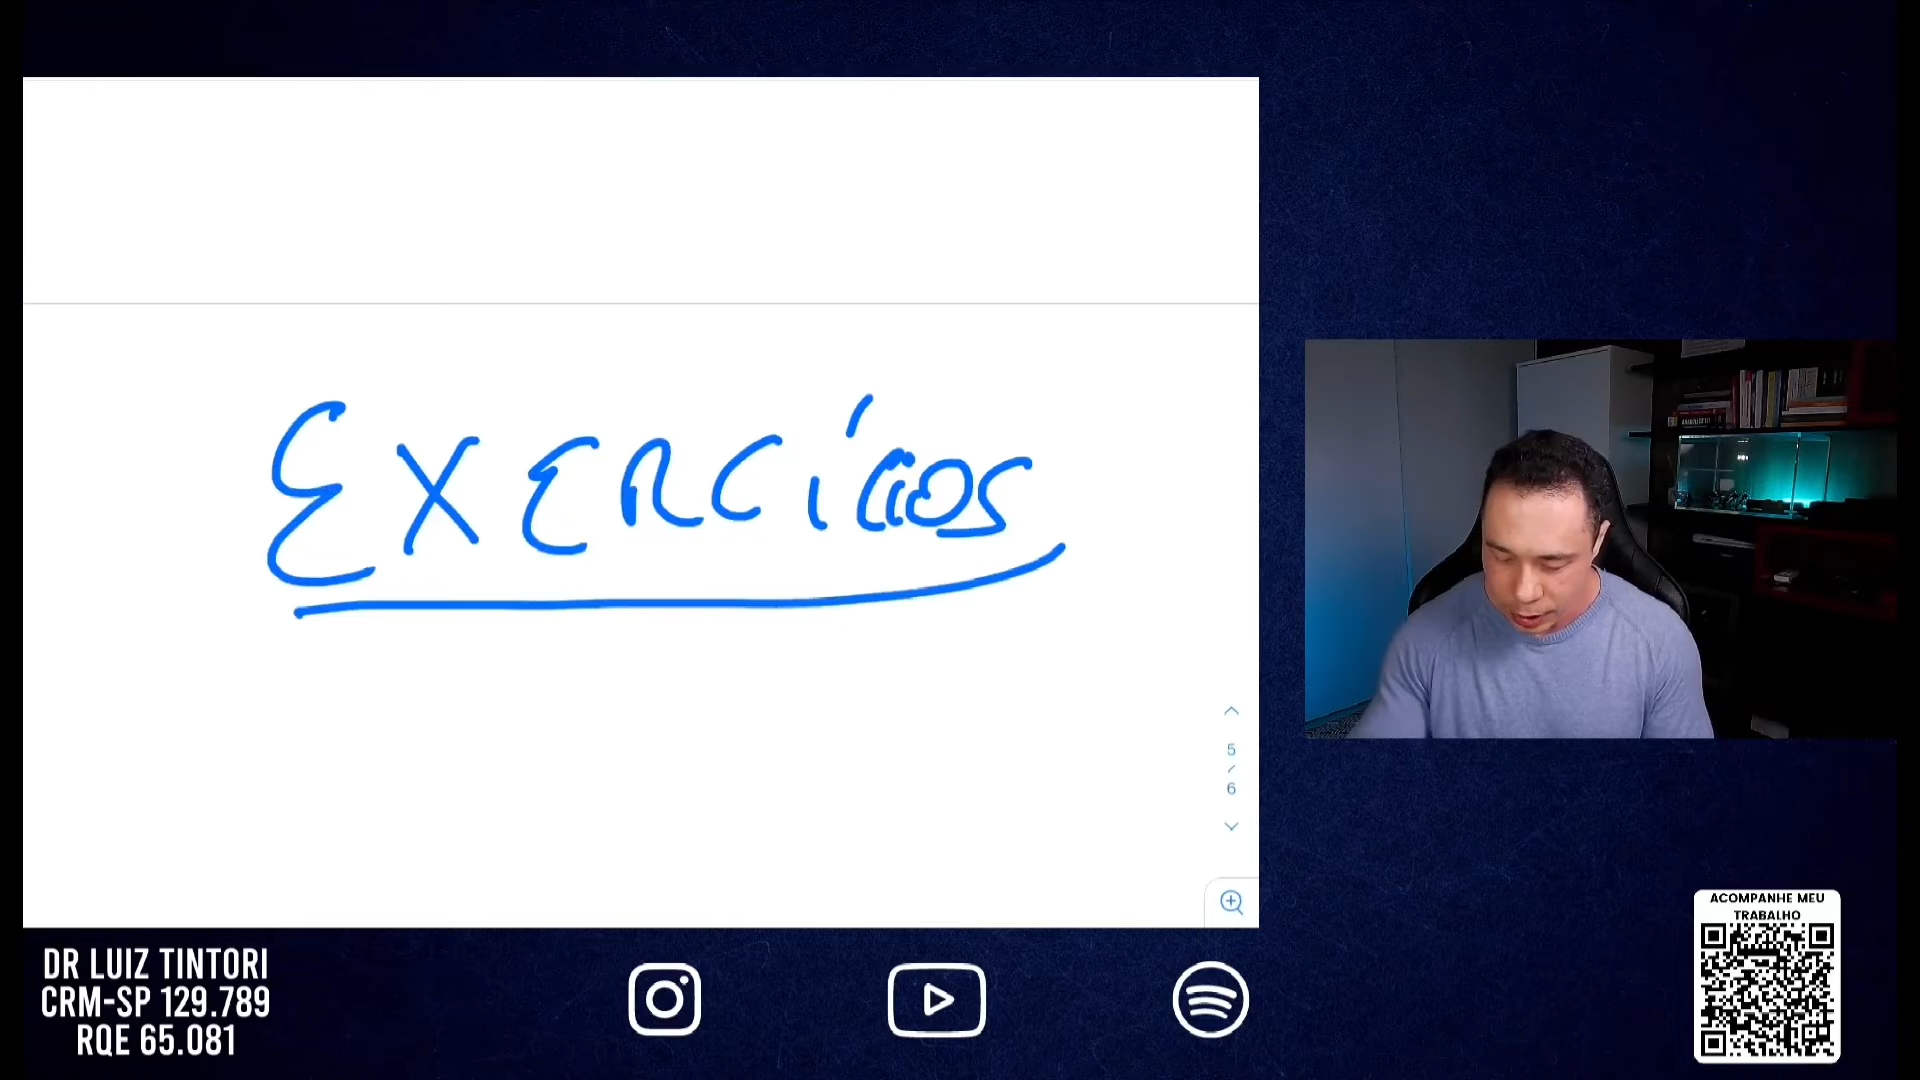 EXERCÍCIOS
5
/
6
DR LUIZ TINTORI
CRM-SP 129.789
RQE 65.081
ACOMPANHE MEU
TRABALHO